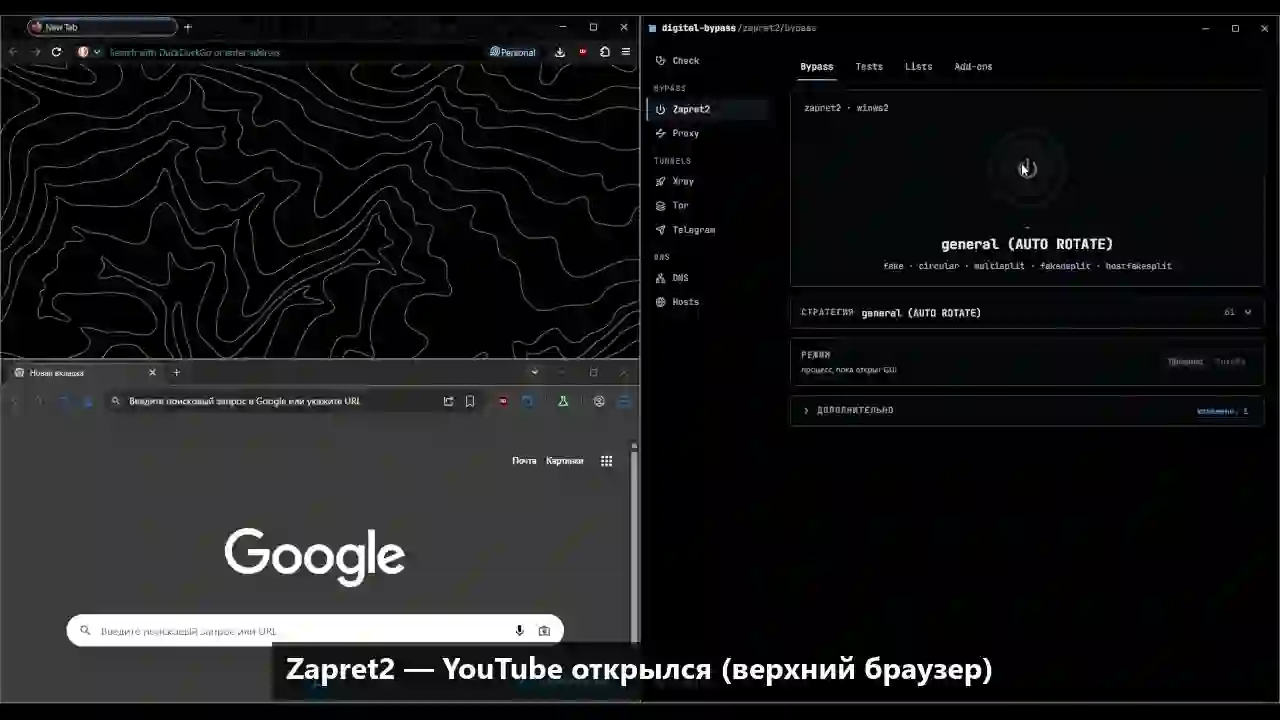 New Tab
Search with DuckDuckGo or enter address
Personal
Новая вкладка
Введите поисковый запрос в Google или укажите URL
Почта
Картинки
Google
Введите поисковый запрос или URL
digital-bypass/zapret2/bypass
Check
BYPASS
Zapret2
Proxy
TUNNELS
Xray
Tor
Telegram
DNS
DNS
Hosts
Bypass
Tests
Lists
Add-ons
zapret2 · winws2
general (AUTO ROTATE)
fake · circular · multisplit · fakedsplit · hostfakesplit
СТРАТЕГИЯ general (AUTO ROTATE)
61
РЕЖИМ
процесс, пока открыт GUI
ДОПОЛНИТЕЛЬНО
Zapret2 — YouTube открылся (верхний браузер)